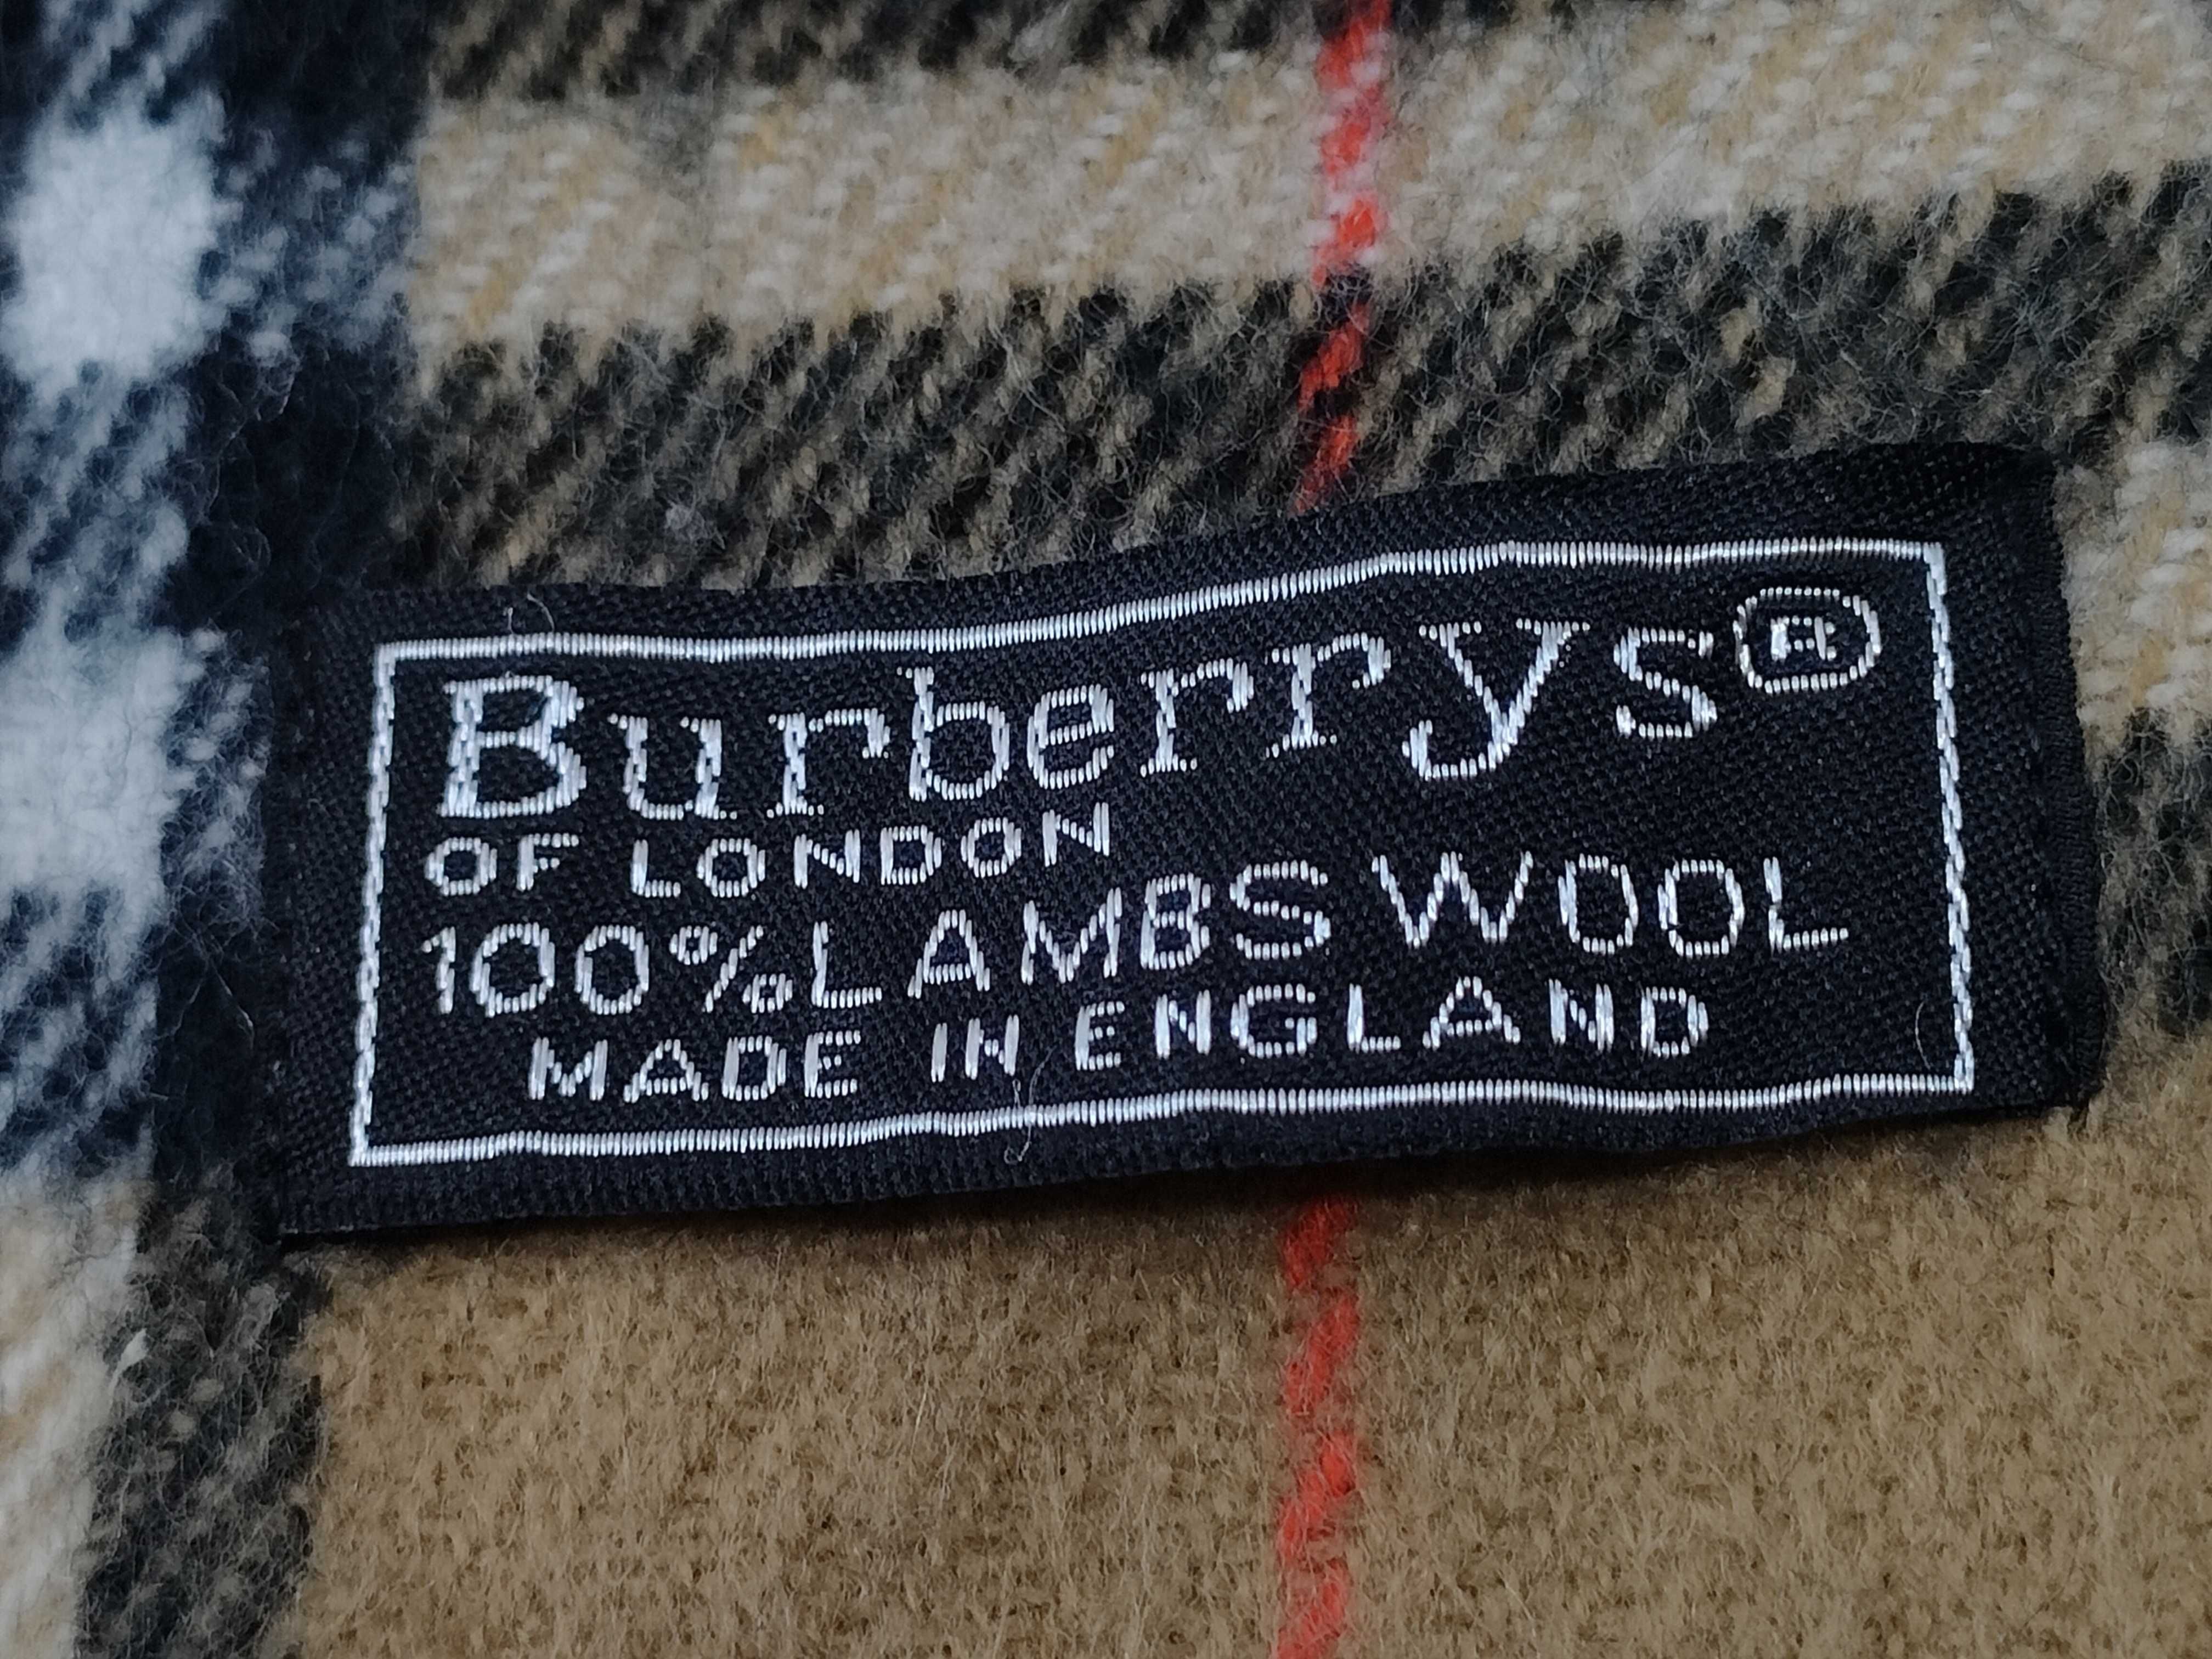 Burberrys®
OF LONDON
100% LAMBSWOOL
MADE IN ENGLAND